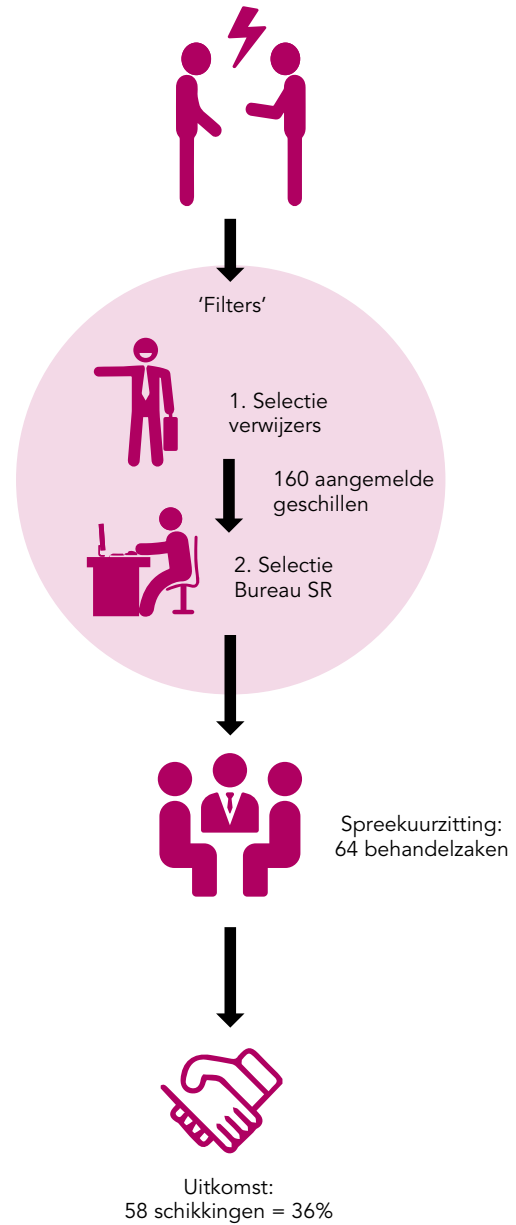 ‘Filters’
1. Selectie
verwijzers
160 aangemelde
geschillen
2. Selectie
Bureau SR
Spreekuurzitting:
64 behandelzaken
Uitkomst:
58 schikkingen = 36%